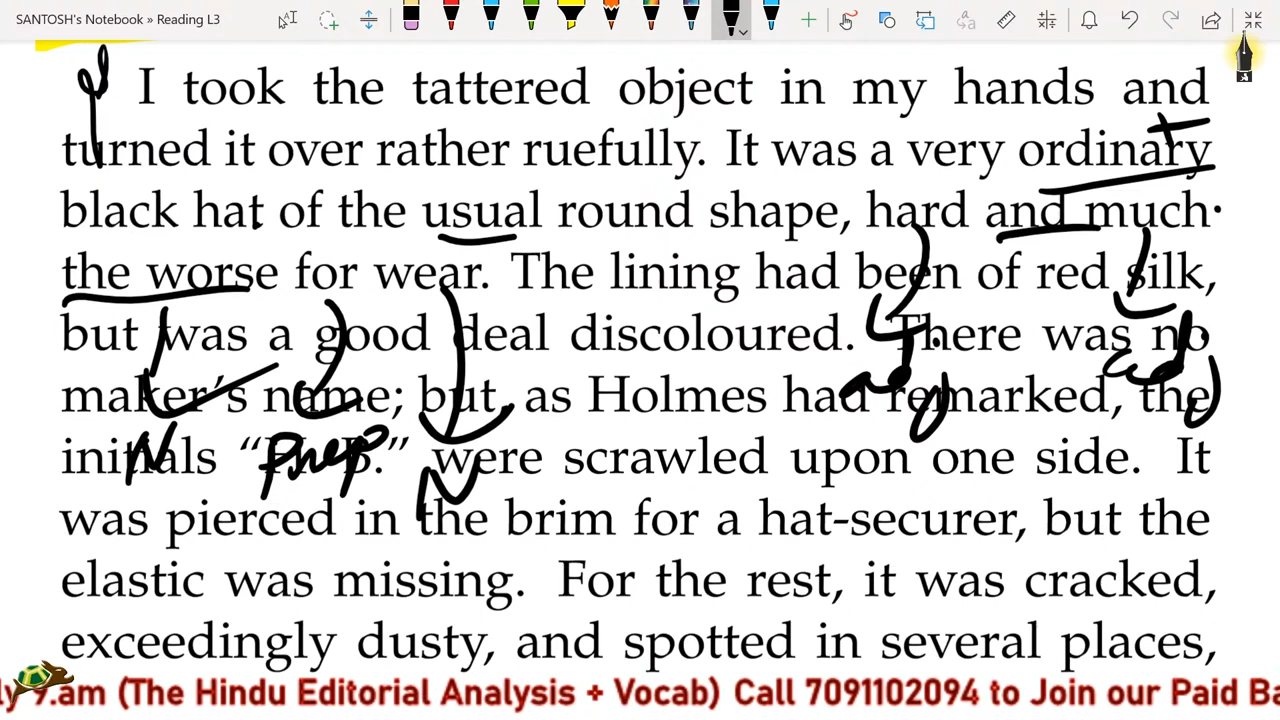 SANTOSH's Notebook » Reading L3
I took the tattered object in my hands and
turned it over rather ruefully. It was a very ordinary
black hat of the usual round shape, hard and much
the worse for wear. The lining had been of red silk,
but was a good deal discoloured. There was no
adj
adj
maker's name; but, as Holmes had remarked, the
initials “H. B.” were scrawled upon one side. It
N
Prep
N
was pierced in the brim for a hat-securer, but the
elastic was missing. For the rest, it was cracked,
exceedingly dusty, and spotted in several places,
ly 9.am (The Hindu Editorial Analysis + Vocab) Call 7091102094 to Join our Paid Ba